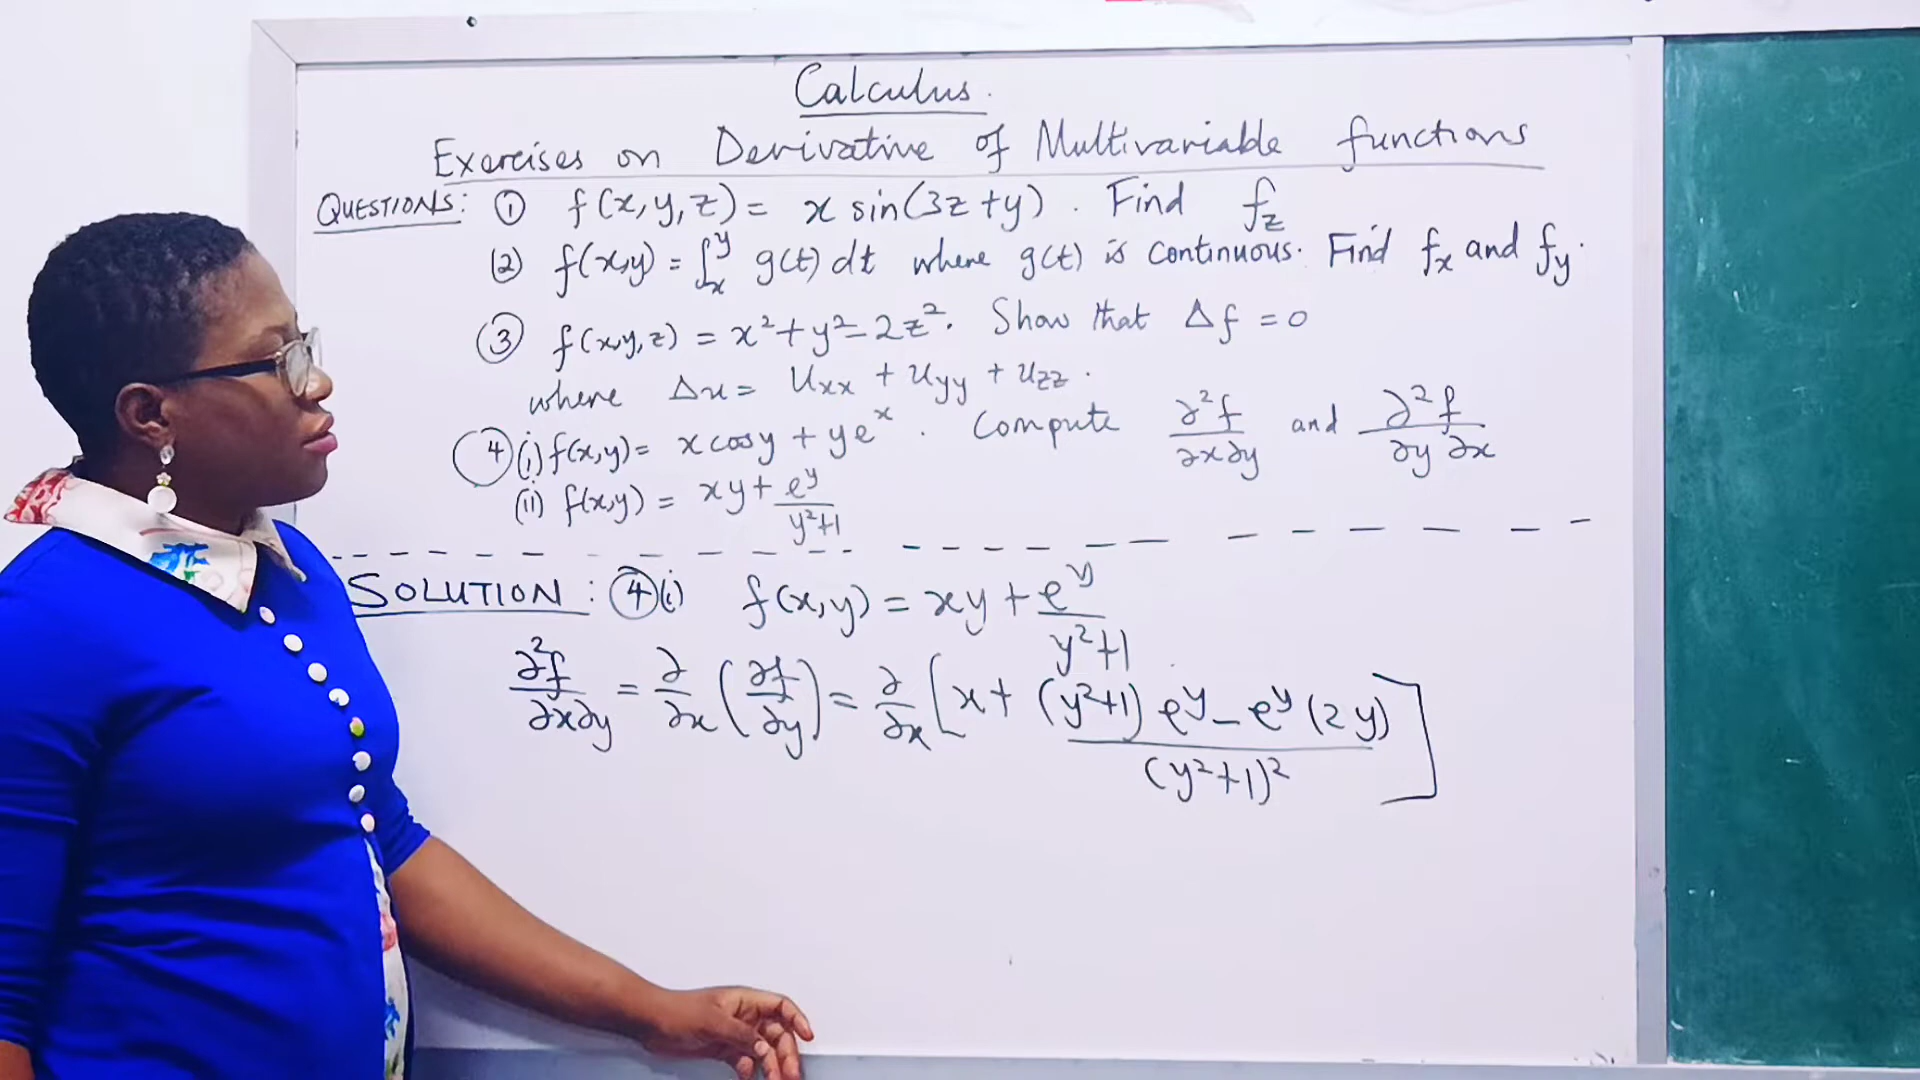 Calculus.
Exercises on Derivative of Multivariable functions
QUESTIONS: ① f(x,y,z) = x sin(3z+y). Find f_z
② f(x,y) = ∫_x^y g(t) dt where g(t) is continuous. Find f_x and f_y.
③ f(x,y,z) = x²+y²-2z². Show that Δf = 0
where Δu = u_xx + u_yy + u_zz.
④(i) f(x,y) = x cosy + ye^x. Compute ∂²f/∂x∂y and ∂²f/∂y∂x
(ii) f(x,y) = xy + e^y/(y²+1)
SOLUTION: ④(i) f(x,y) = xy + e^y/(y²+1)
∂²f/∂x∂y = ∂/∂x (∂f/∂y) = ∂/∂x [x + ((y²+1) e^y - e^y (2y))/(y²+1)²]